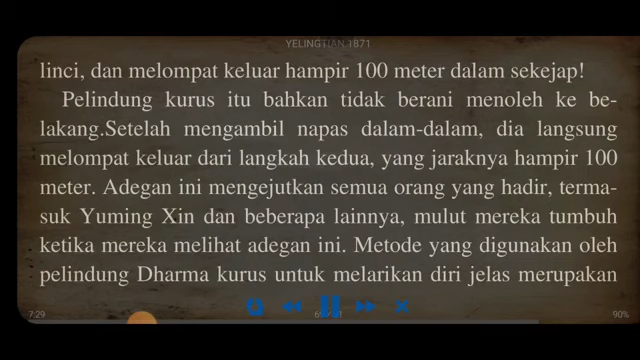 YELINGTIAN.1871
linci, dan melompat keluar hampir 100 meter dalam sekejap!
Pelindung kurus itu bahkan tidak berani menoleh ke be-
lakang.Setelah mengambil napas dalam-dalam, dia langsung
melompat keluar dari langkah kedua, yang jaraknya hampir 100
meter. Adegan ini mengejutkan semua orang yang hadir, terma-
suk Yuming Xin dan beberapa lainnya, mulut mereka tumbuh
ketika mereka melihat adegan ini. Metode yang digunakan oleh
pelindung Dharma kurus untuk melarikan diri jelas merupakan
7:29 90%